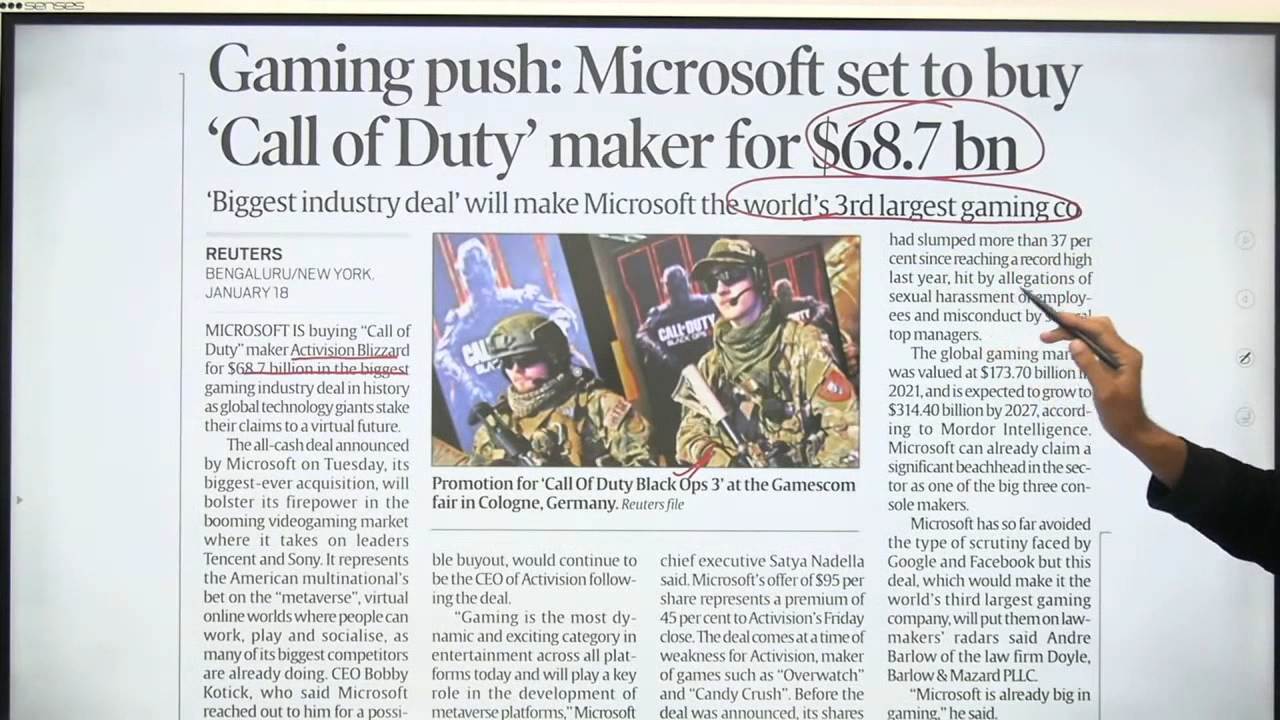 senses
Gaming push: Microsoft set to buy
‘Call of Duty’ maker for $68.7 bn
‘Biggest industry deal’ will make Microsoft the world’s 3rd largest gaming co
REUTERS
BENGALURU/NEW YORK,
JANUARY 18
MICROSOFT IS buying “Call of
Duty” maker Activision Blizzard
for $68.7 billion in the biggest
gaming industry deal in history
as global technology giants stake
their claims to a virtual future.
The all-cash deal announced
by Microsoft on Tuesday, its
biggest-ever acquisition, will
bolster its firepower in the
booming videogaming market
where it takes on leaders
Tencent and Sony. It represents
the American multinational’s
bet on the “metaverse”, virtual
online worlds where people can
work, play and socialise, as
many of its biggest competitors
are already doing. CEO Bobby
Kotick, who said Microsoft
reached out to him for a possi-
CALL
BLACK
CALL·DUTY
BLACK OPS
DUTY
Promotion for ‘Call Of Duty Black Ops 3’ at the Gamescom
fair in Cologne, Germany. Reuters file
ble buyout, would continue to
be the CEO of Activision follow-
ing the deal.
“Gaming is the most dy-
namic and exciting category in
entertainment across all plat-
forms today and will play a key
role in the development of
metaverse platforms,” Microsoft
chief executive Satya Nadella
said. Microsoft’s offer of $95 per
share represents a premium of
45 per cent to Activision’s Friday
close. The deal comes at a time of
weakness for Activision, maker
of games such as “Overwatch”
and “Candy Crush”. Before the
deal was announced, its shares
had slumped more than 37 per
cent since reaching a record high
last year, hit by allegations of
sexual harassment of employ-
ees and misconduct by
top managers.
The global gaming
was valued at $173.70 billion
2021, and is expected to grow to
$314.40 billion by 2027, accord-
ing to Mordor Intelligence.
Microsoft can already claim a
significant beachhead in the sec-
tor as one of the big three con-
sole makers.
Microsoft has so far avoided
the type of scrutiny faced by
Google and Facebook but this
deal, which would make it the
world’s third largest gaming
company, will put them on law-
makers’ radars said Andre
Barlow of the law firm Doyle,
Barlow & Mazard PLLC.
“Microsoft is already big in
gaming,” he said.